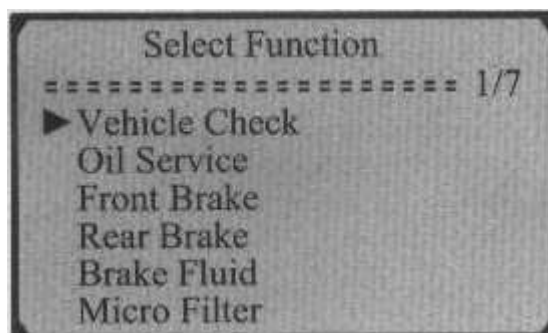 Select Function
======================= 1/7
▶Vehicle Check
Oil Service
Front Brake
Rear Brake
Brake Fluid
Micro Filter